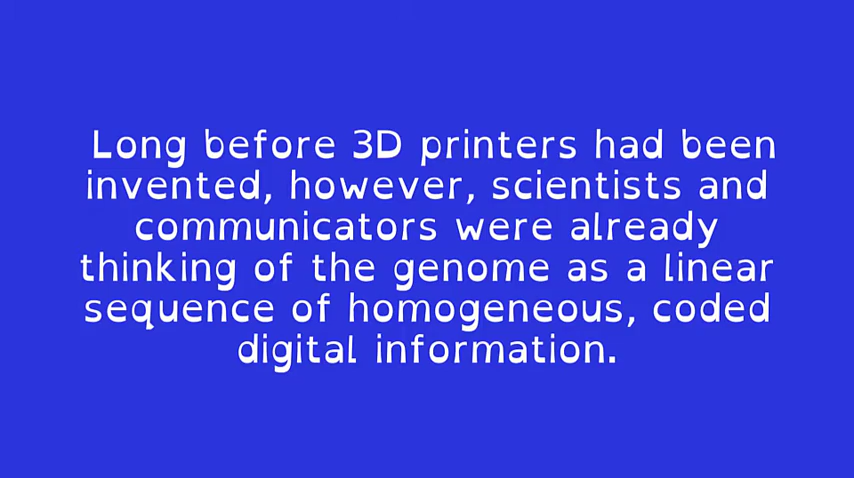 Long before 3D printers had been
invented, however, scientists and
communicators were already
thinking of the genome as a linear
sequence of homogeneous, coded
digital information.